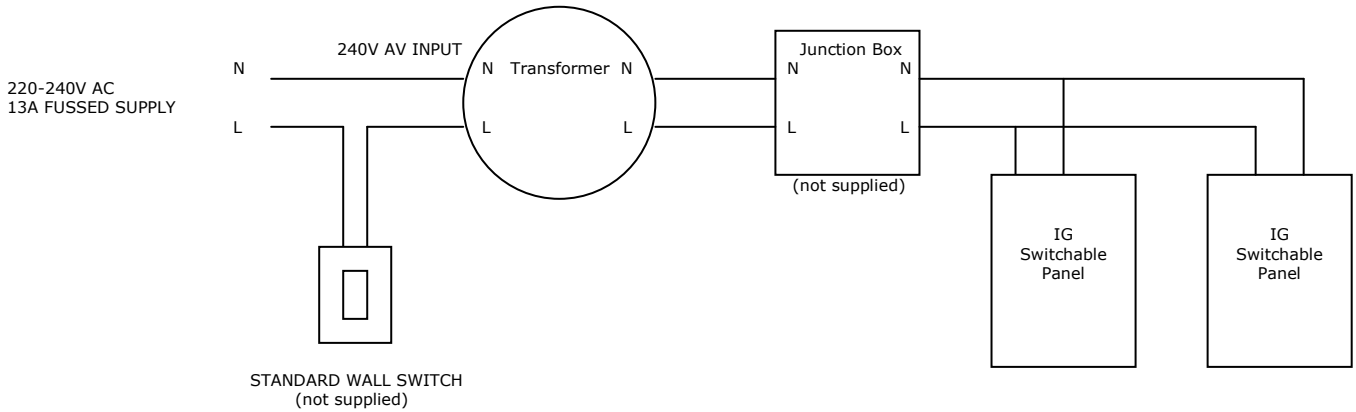 240V AV INPUT
220-240V AC
13A FUSSED SUPPLY
N
L
N Transformer N
L L
Junction Box
N N
L L
(not supplied)
IG
Switchable
Panel
IG
Switchable
Panel
STANDARD WALL SWITCH
(not supplied)